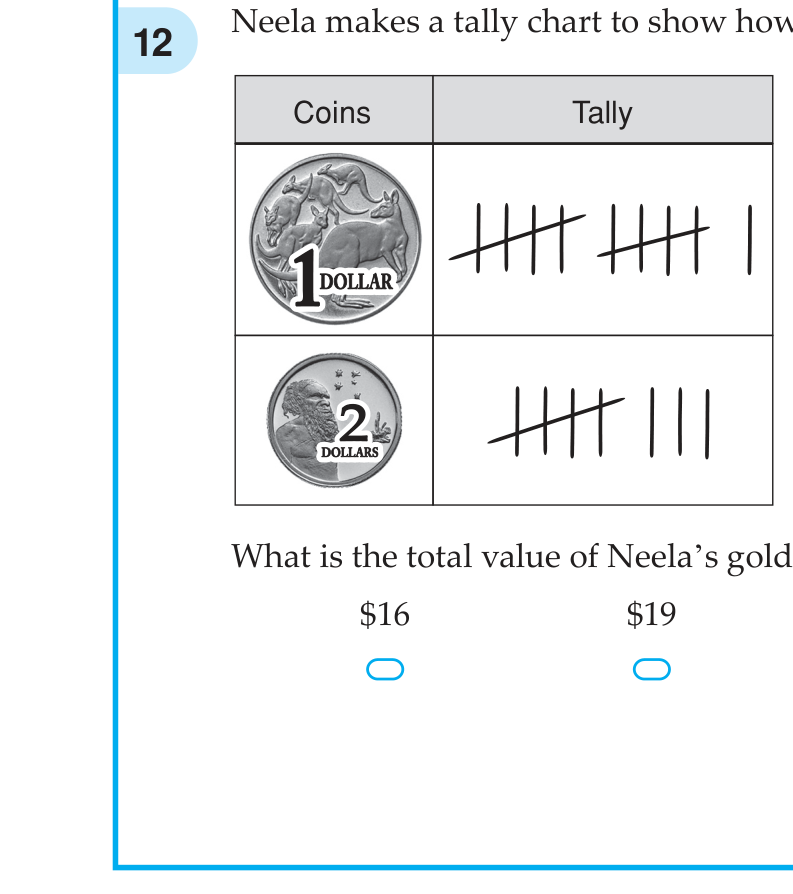 12
Neela makes a tally chart to show how
Coins Tally
1 DOLLAR
2
DOLLARS
What is the total value of Neela’s gold
$16 $19